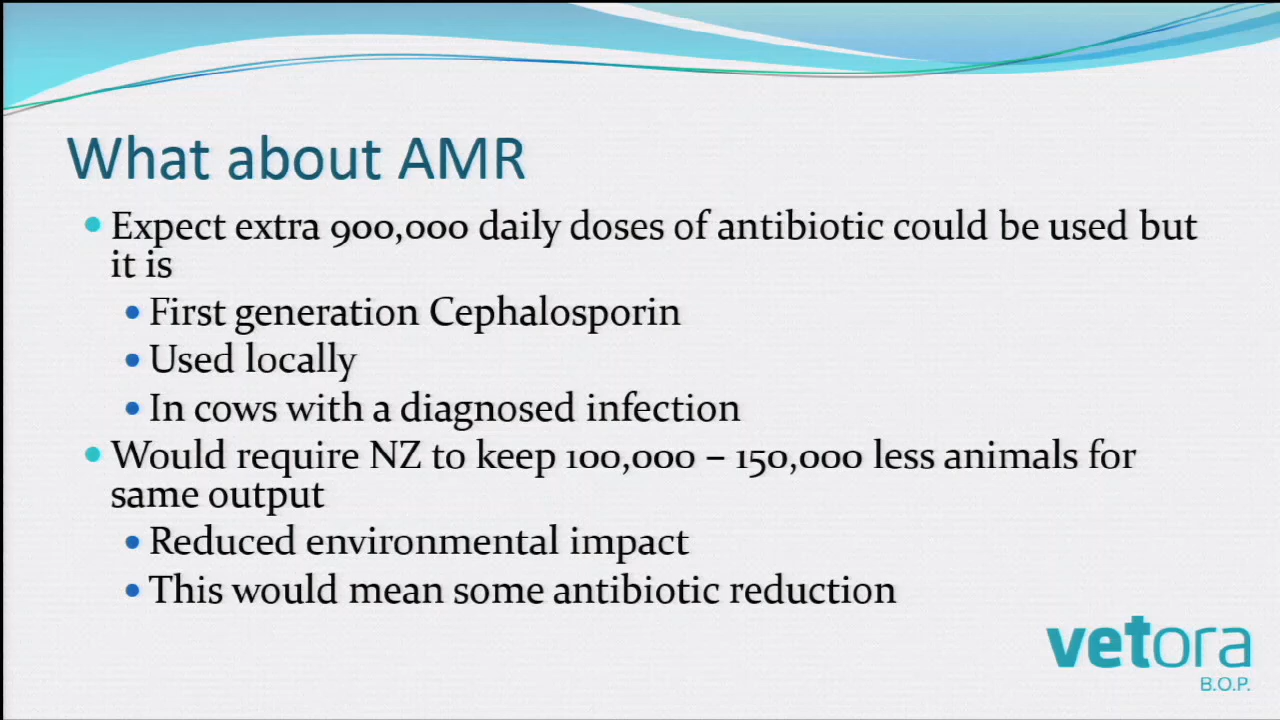 What about AMR
Expect extra 900,000 daily doses of antibiotic could be used but
it is
First generation Cephalosporin
Used locally
In cows with a diagnosed infection
Would require NZ to keep 100,000 – 150,000 less animals for
same output
Reduced environmental impact
This would mean some antibiotic reduction
vetora
B.O.P.